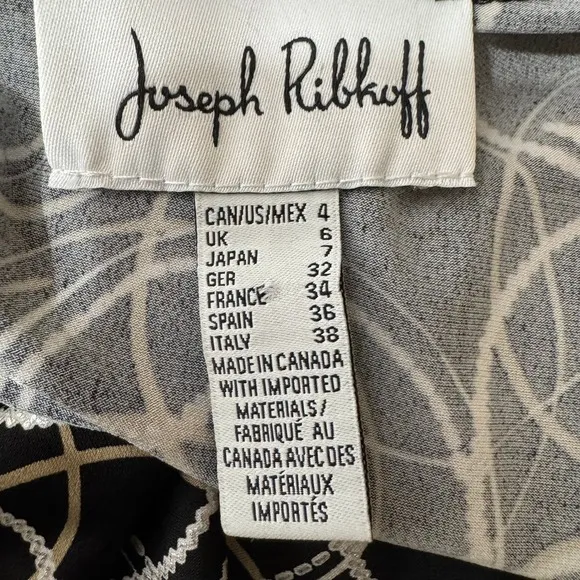 Joseph Ribkoff
CAN/US/MEX 4
UK 6
JAPAN 7
GER 32
FRANCE 34
SPAIN 36
ITALY 38
MADE IN CANADA
WITH IMPORTED
MATERIALS/
FABRIQUÉ AU
CANADA AVEC DES
MATÉRIAUX
IMPORTÉS